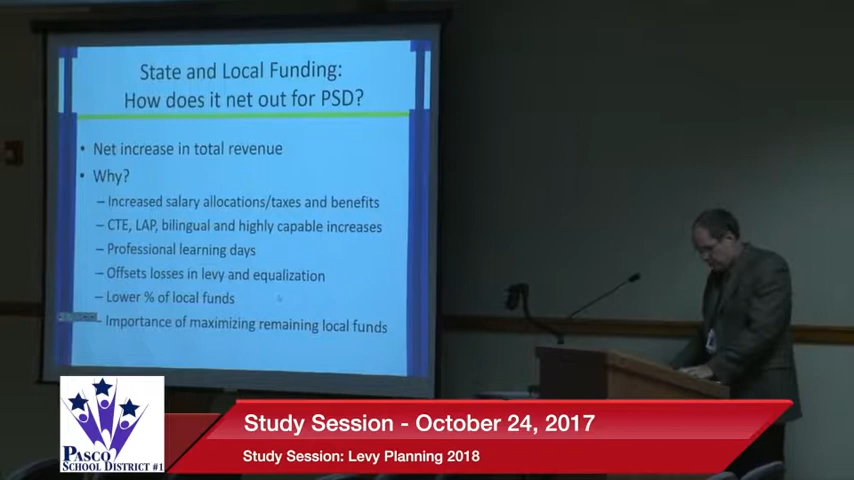 State and Local Funding:
How does it net out for PSD?
• Net increase in total revenue
• Why?
– Increased salary allocations/taxes and benefits
– CTE, LAP, bilingual and highly capable increases
– Professional learning days
– Offsets losses in levy and equalization
– Lower % of local funds
– Importance of maximizing remaining local funds
PASCO
SCHOOL DISTRICT #1
Study Session - October 24, 2017
Study Session: Levy Planning 2018